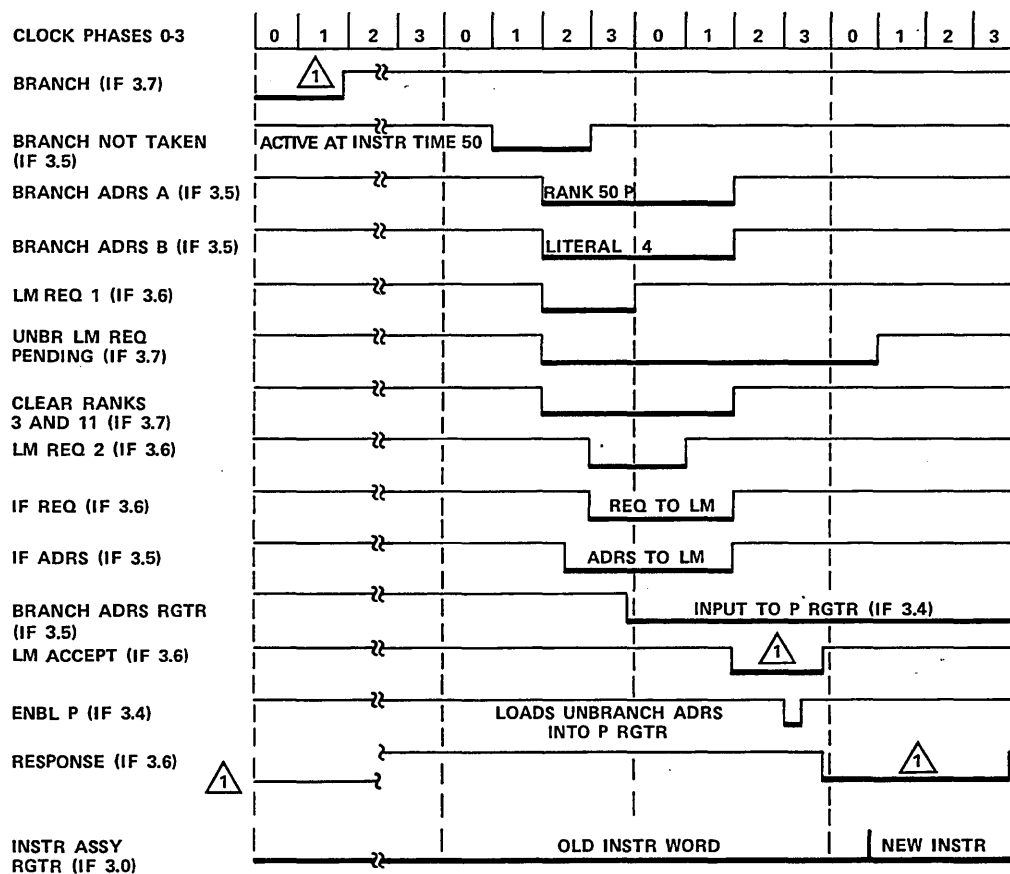 CLOCK PHASES 0-3 0 1 2 3 0 1 2 3 0 1 2 3 0 1 2 3
BRANCH (IF 3.7) 1
BRANCH NOT TAKEN ACTIVE AT INSTR TIME 50
(IF 3.5)
BRANCH ADRS A (IF 3.5) RANK 50 P
BRANCH ADRS B (IF 3.5) LITERAL 4
LM REQ 1 (IF 3.6)
UNBR LM REQ
PENDING (IF 3.7)
CLEAR RANKS
3 AND 11 (IF 3.7)
LM REQ 2 (IF 3.6)
IF REQ (IF 3.6) REQ TO LM
IF ADRS (IF 3.5) ADRS TO LM
BRANCH ADRS RGTR INPUT TO P RGTR (IF 3.4)
(IF 3.5)
LM ACCEPT (IF 3.6) 1
ENBL P (IF 3.4) LOADS UNBRANCH ADRS
INTO P RGTR
RESPONSE (IF 3.6) 1
1
INSTR ASSY OLD INSTR WORD NEW INSTR
RGTR (IF 3.0)